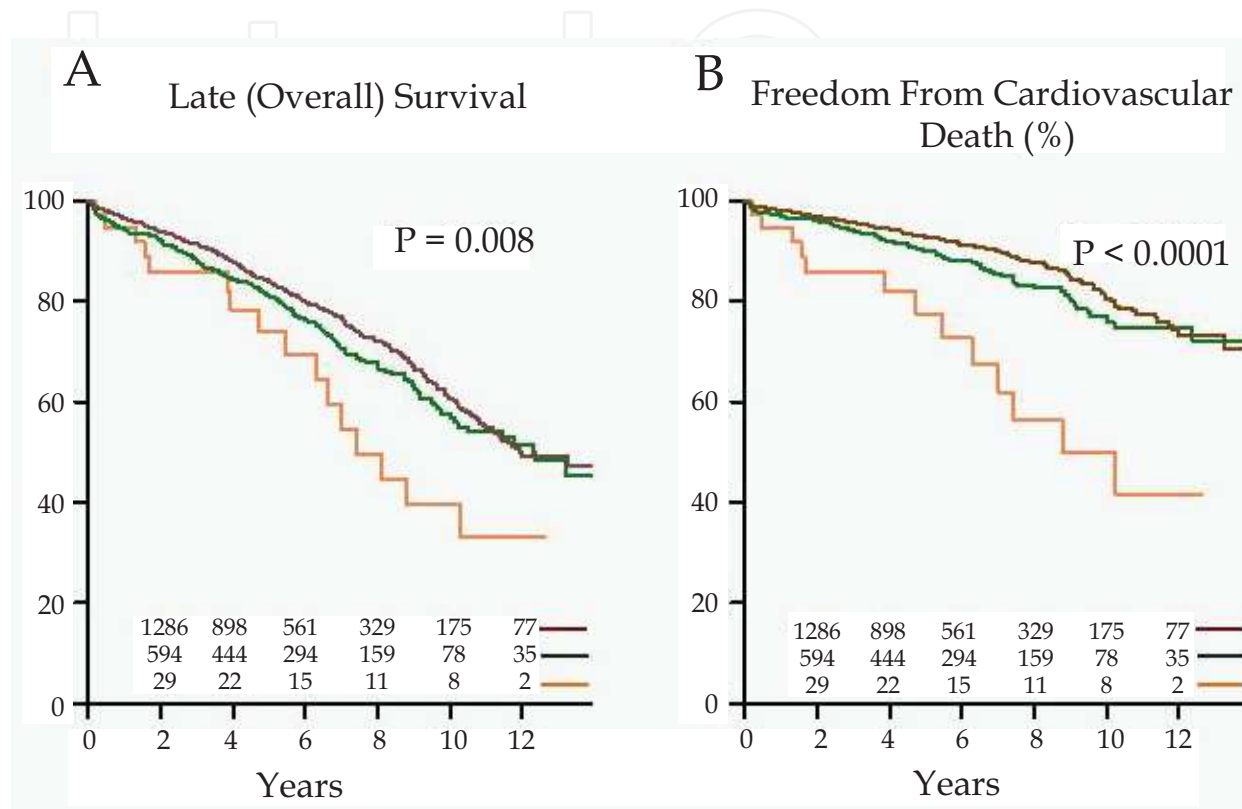 A
Late (Overall) Survival
100
80
60
40
20
0
P = 0.008
1286 898 561 329 175 77
594 444 294 159 78 35
29 22 15 11 8 2
0 2 4 6 8 10 12
Years
B
Freedom From Cardiovascular
Death (%)
100
80
60
40
20
0
P < 0.0001
1286 898 561 329 175 77
594 444 294 159 78 35
29 22 15 11 8 2
0 2 4 6 8 10 12
Years